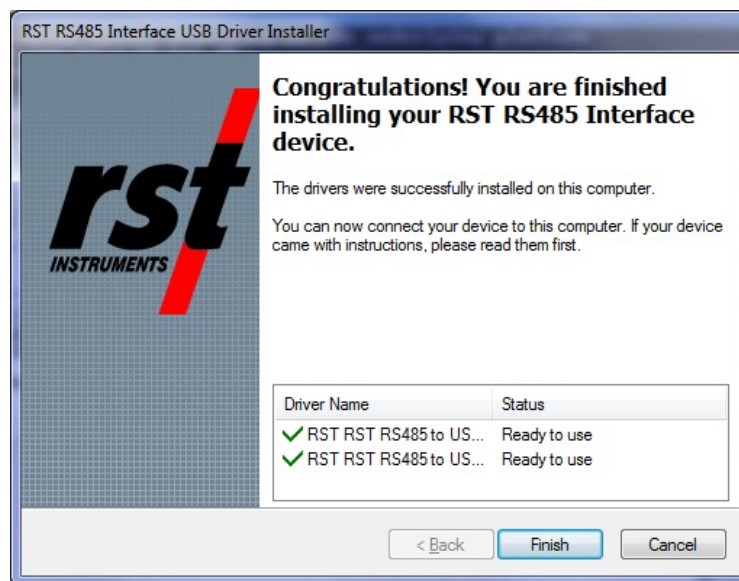 RST RS485 Interface USB Driver Installer
Congratulations! You are finished
installing your RST RS485 Interface
device.
The drivers were successfully installed on this computer.
You can now connect your device to this computer. If your device
came with instructions, please read them first.
rst
INSTRUMENTS
Driver Name Status
RST RST RS485 to US... Ready to use
RST RST RS485 to US... Ready to use
< Back Finish Cancel